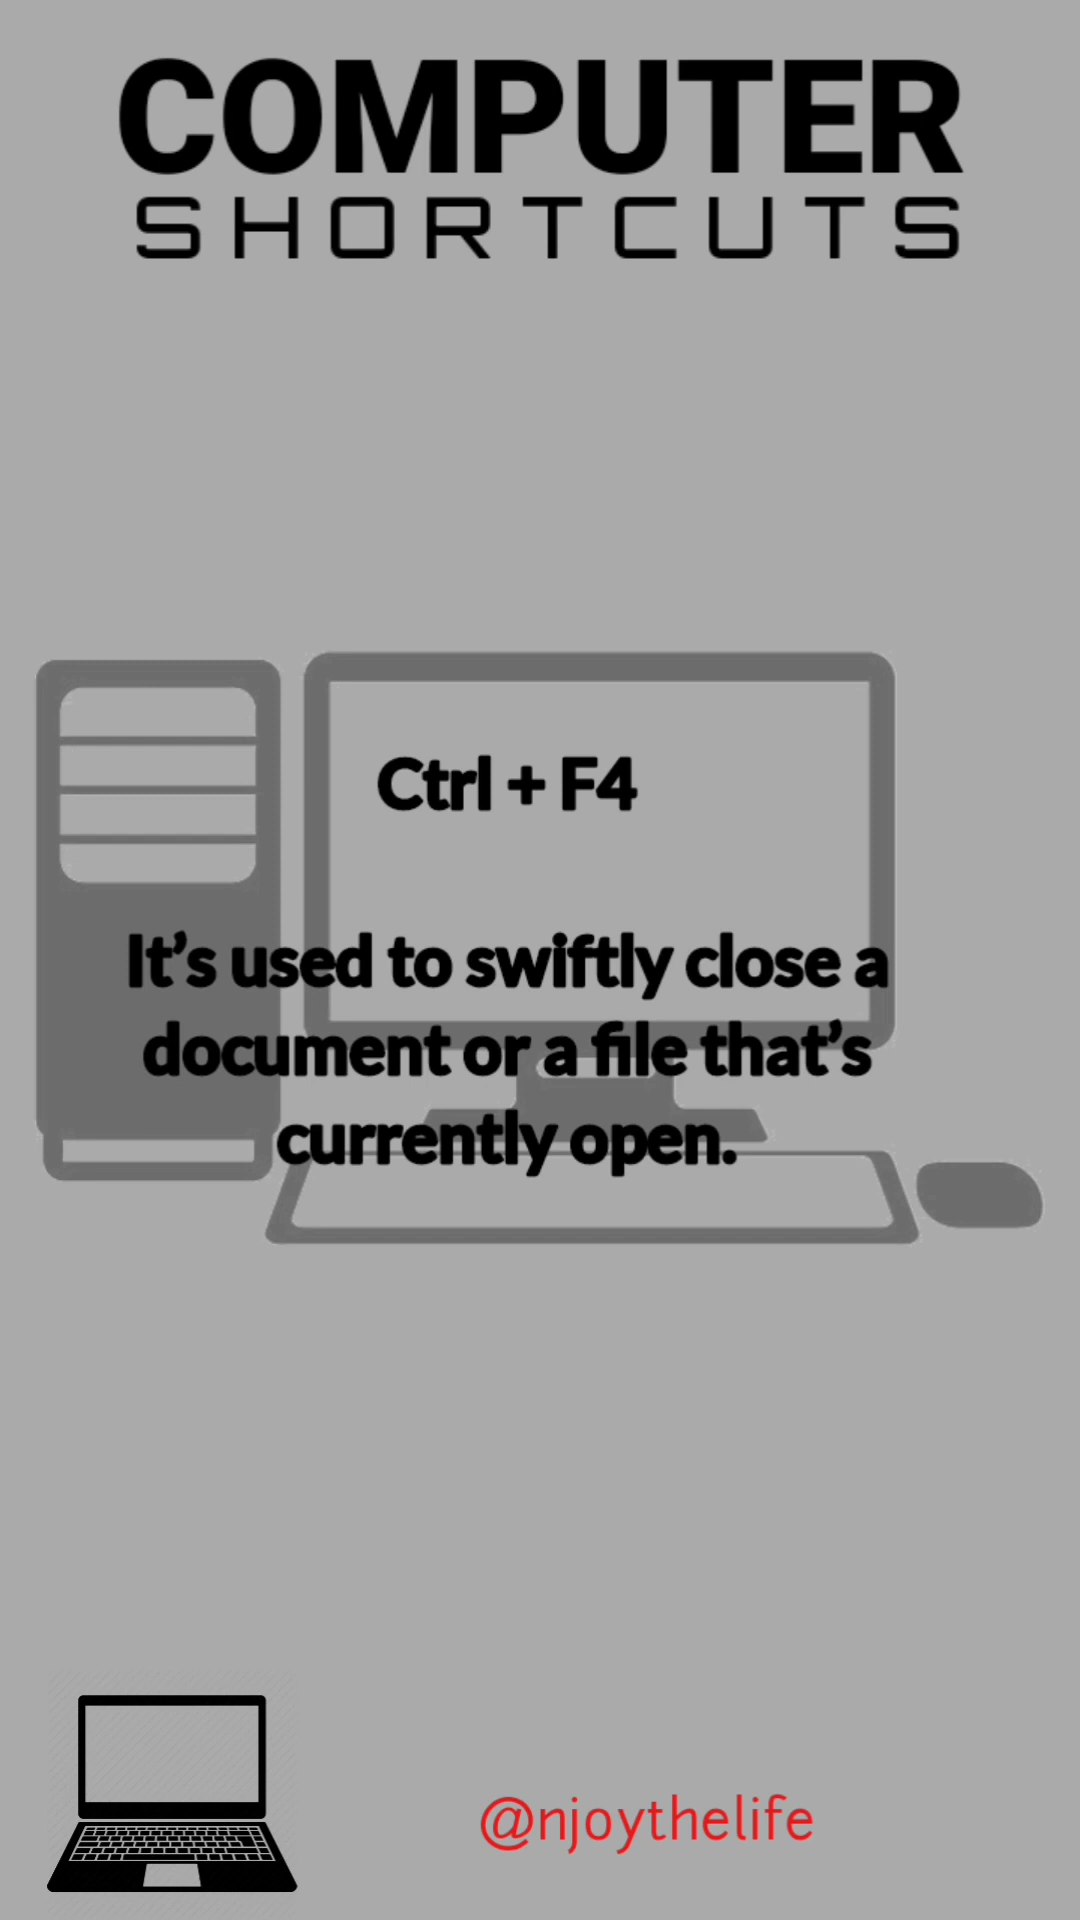 COMPUTER
SHORTCUTS
Ctrl + F4
It’s used to swiftly close a
document or a file that’s
currently open.
@njoythelife